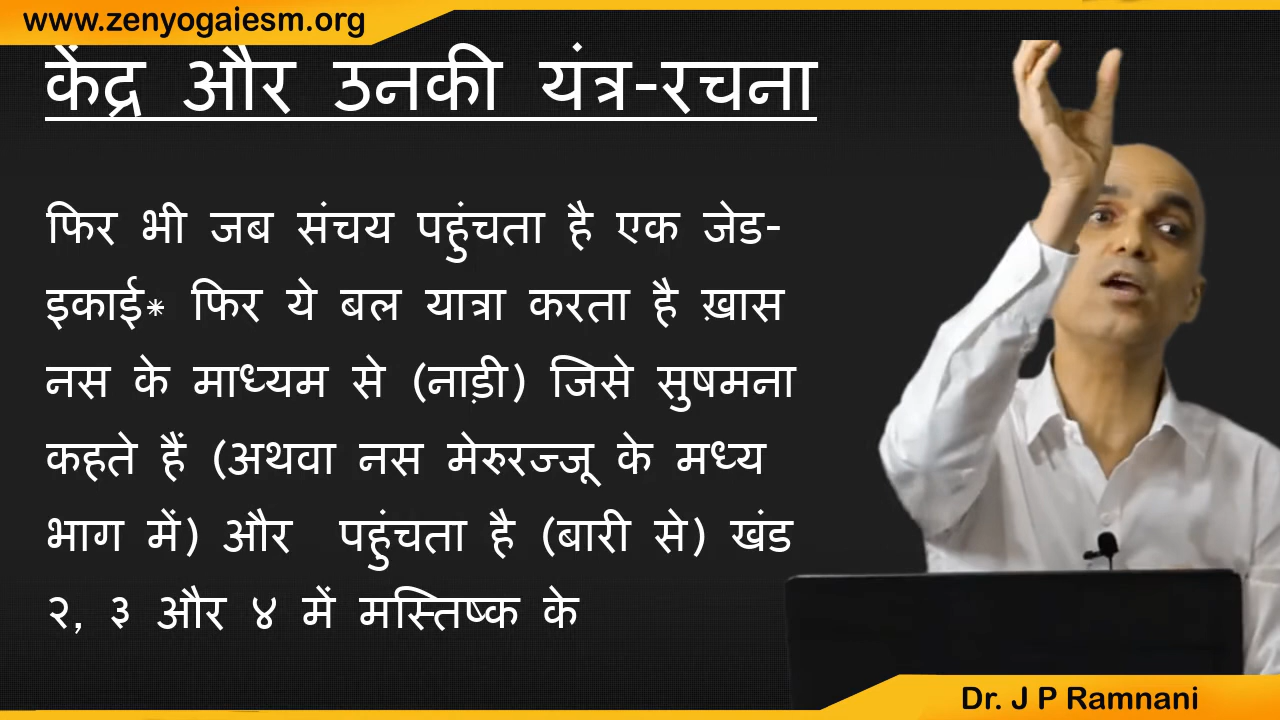 www.zenyogaiesm.org
केंद्र और उनकी यंत्र-रचना
फिर भी जब संचय पहुंचता है एक जेड-
इकाई* फिर ये बल यात्रा करता है ख़ास
नस के माध्यम से (नाड़ी) जिसे सुषमना
कहते हैं (अथवा नस मेरुरज्जू के मध्य
भाग में) और पहुंचता है (बारी से) खंड
२, ३ और ४ में मस्तिष्क के
Dr. J P Ramnani